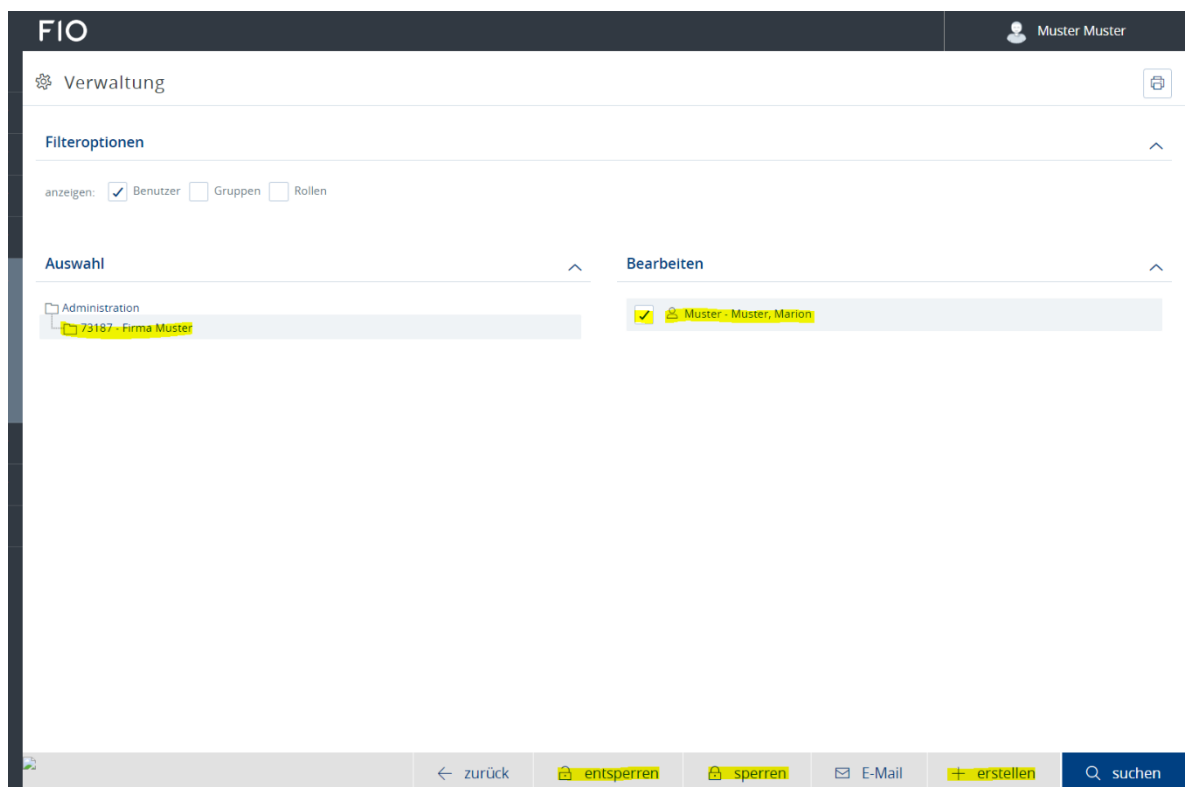 FIO
Muster Muster
Verwaltung
Filteroptionen
anzeigen: Benutzer Gruppen Rollen
Auswahl
Administration
73187 - Firma Muster
Bearbeiten
Muster - Muster, Marion
zurück entsperren sperren E-Mail erstellen suchen